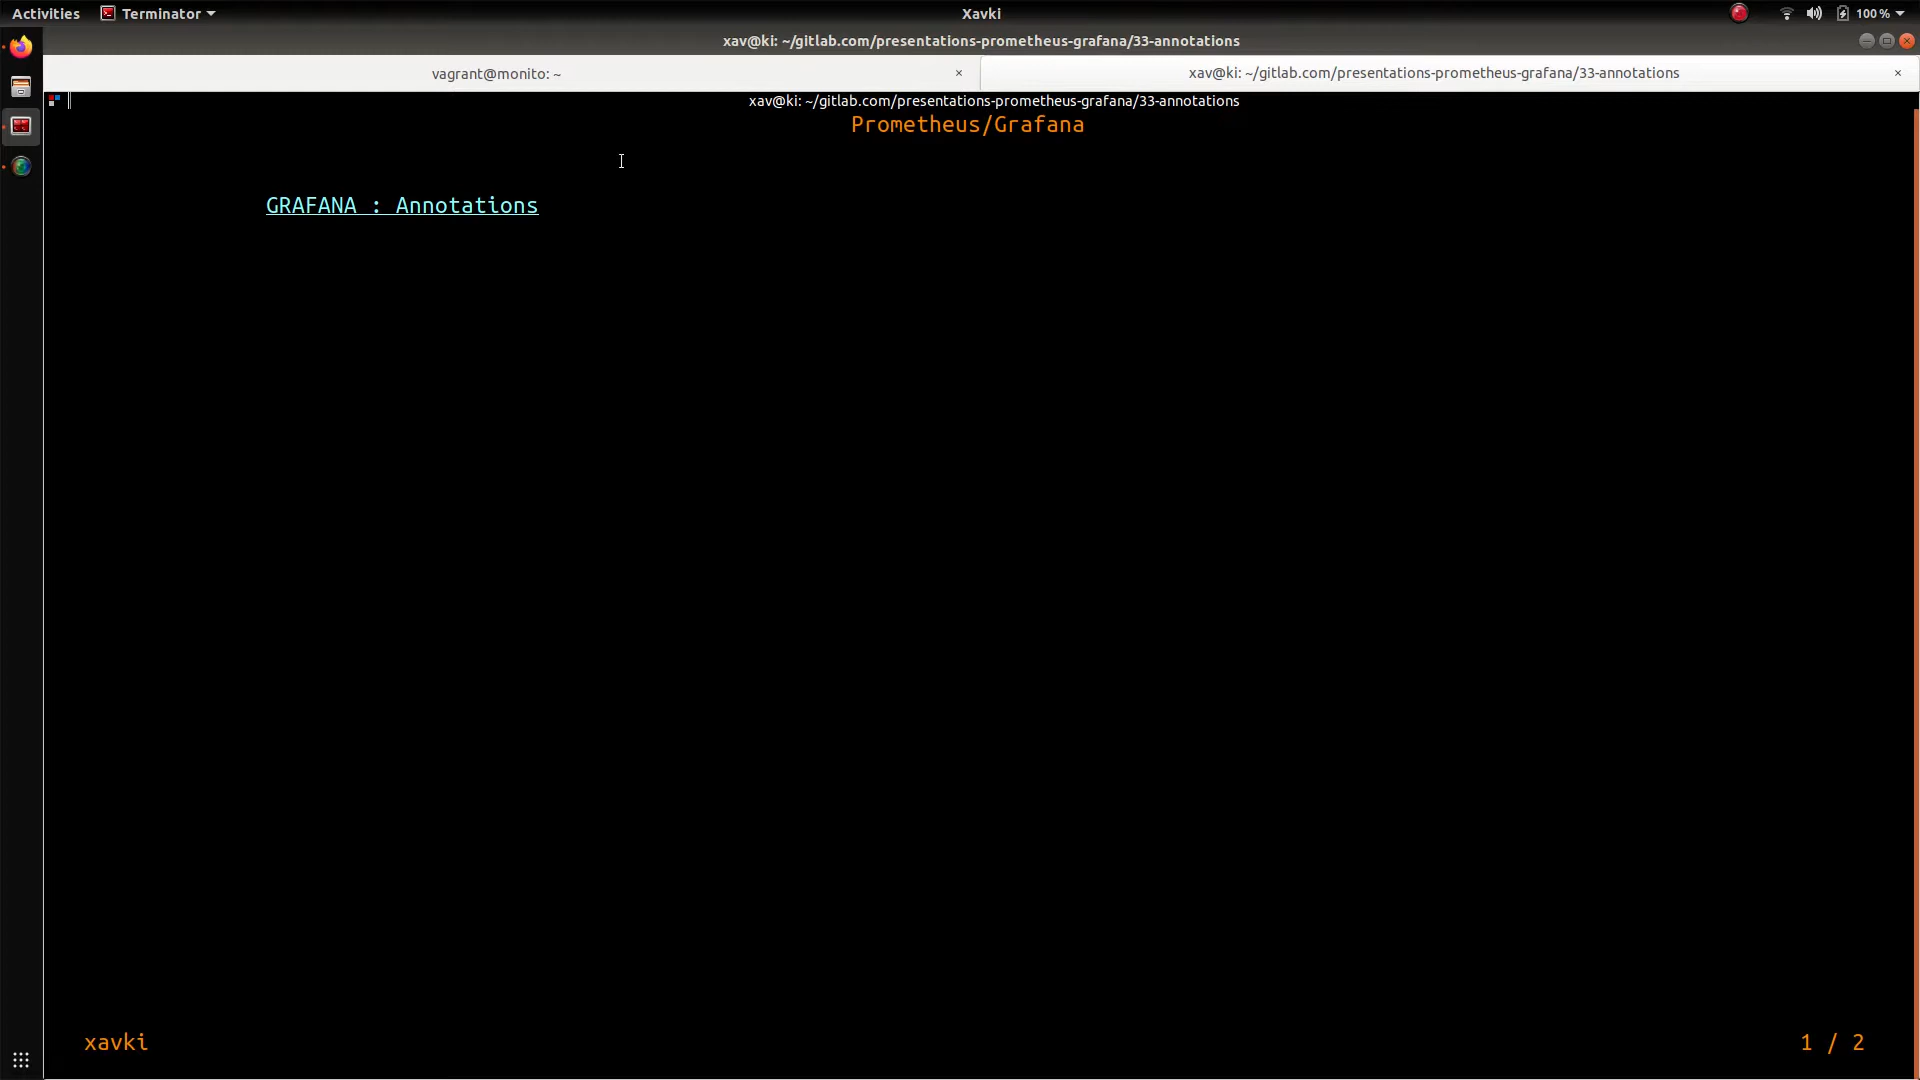 Activities Terminator Xavki 100 %
xav@ki: ~/gitlab.com/presentations-prometheus-grafana/33-annotations
vagrant@monito: ~ × xav@ki: ~/gitlab.com/presentations-prometheus-grafana/33-annotations ×
xav@ki: ~/gitlab.com/presentations-prometheus-grafana/33-annotations
Prometheus/Grafana
GRAFANA : Annotations
xavki 1 / 2